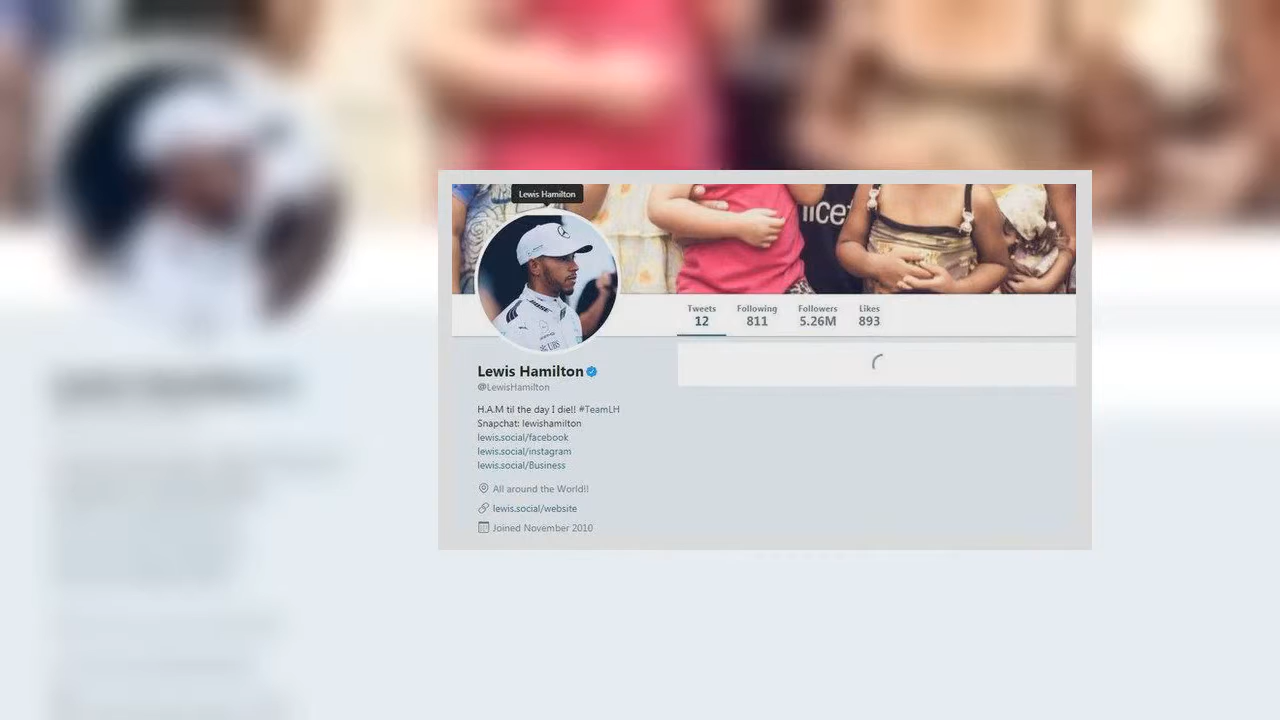 Lewis Hamilton
nicef
Tweets Following Followers Likes
12 811 5.26M 893
UBS
Lewis Hamilton
@LewisHamilton
H.A.M til the day I die!! #TeamLH
Snapchat: lewishamilton
lewis.social/facebook
lewis.social/instagram
lewis.social/Business
All around the World!!
lewis.social/website
Joined November 2010